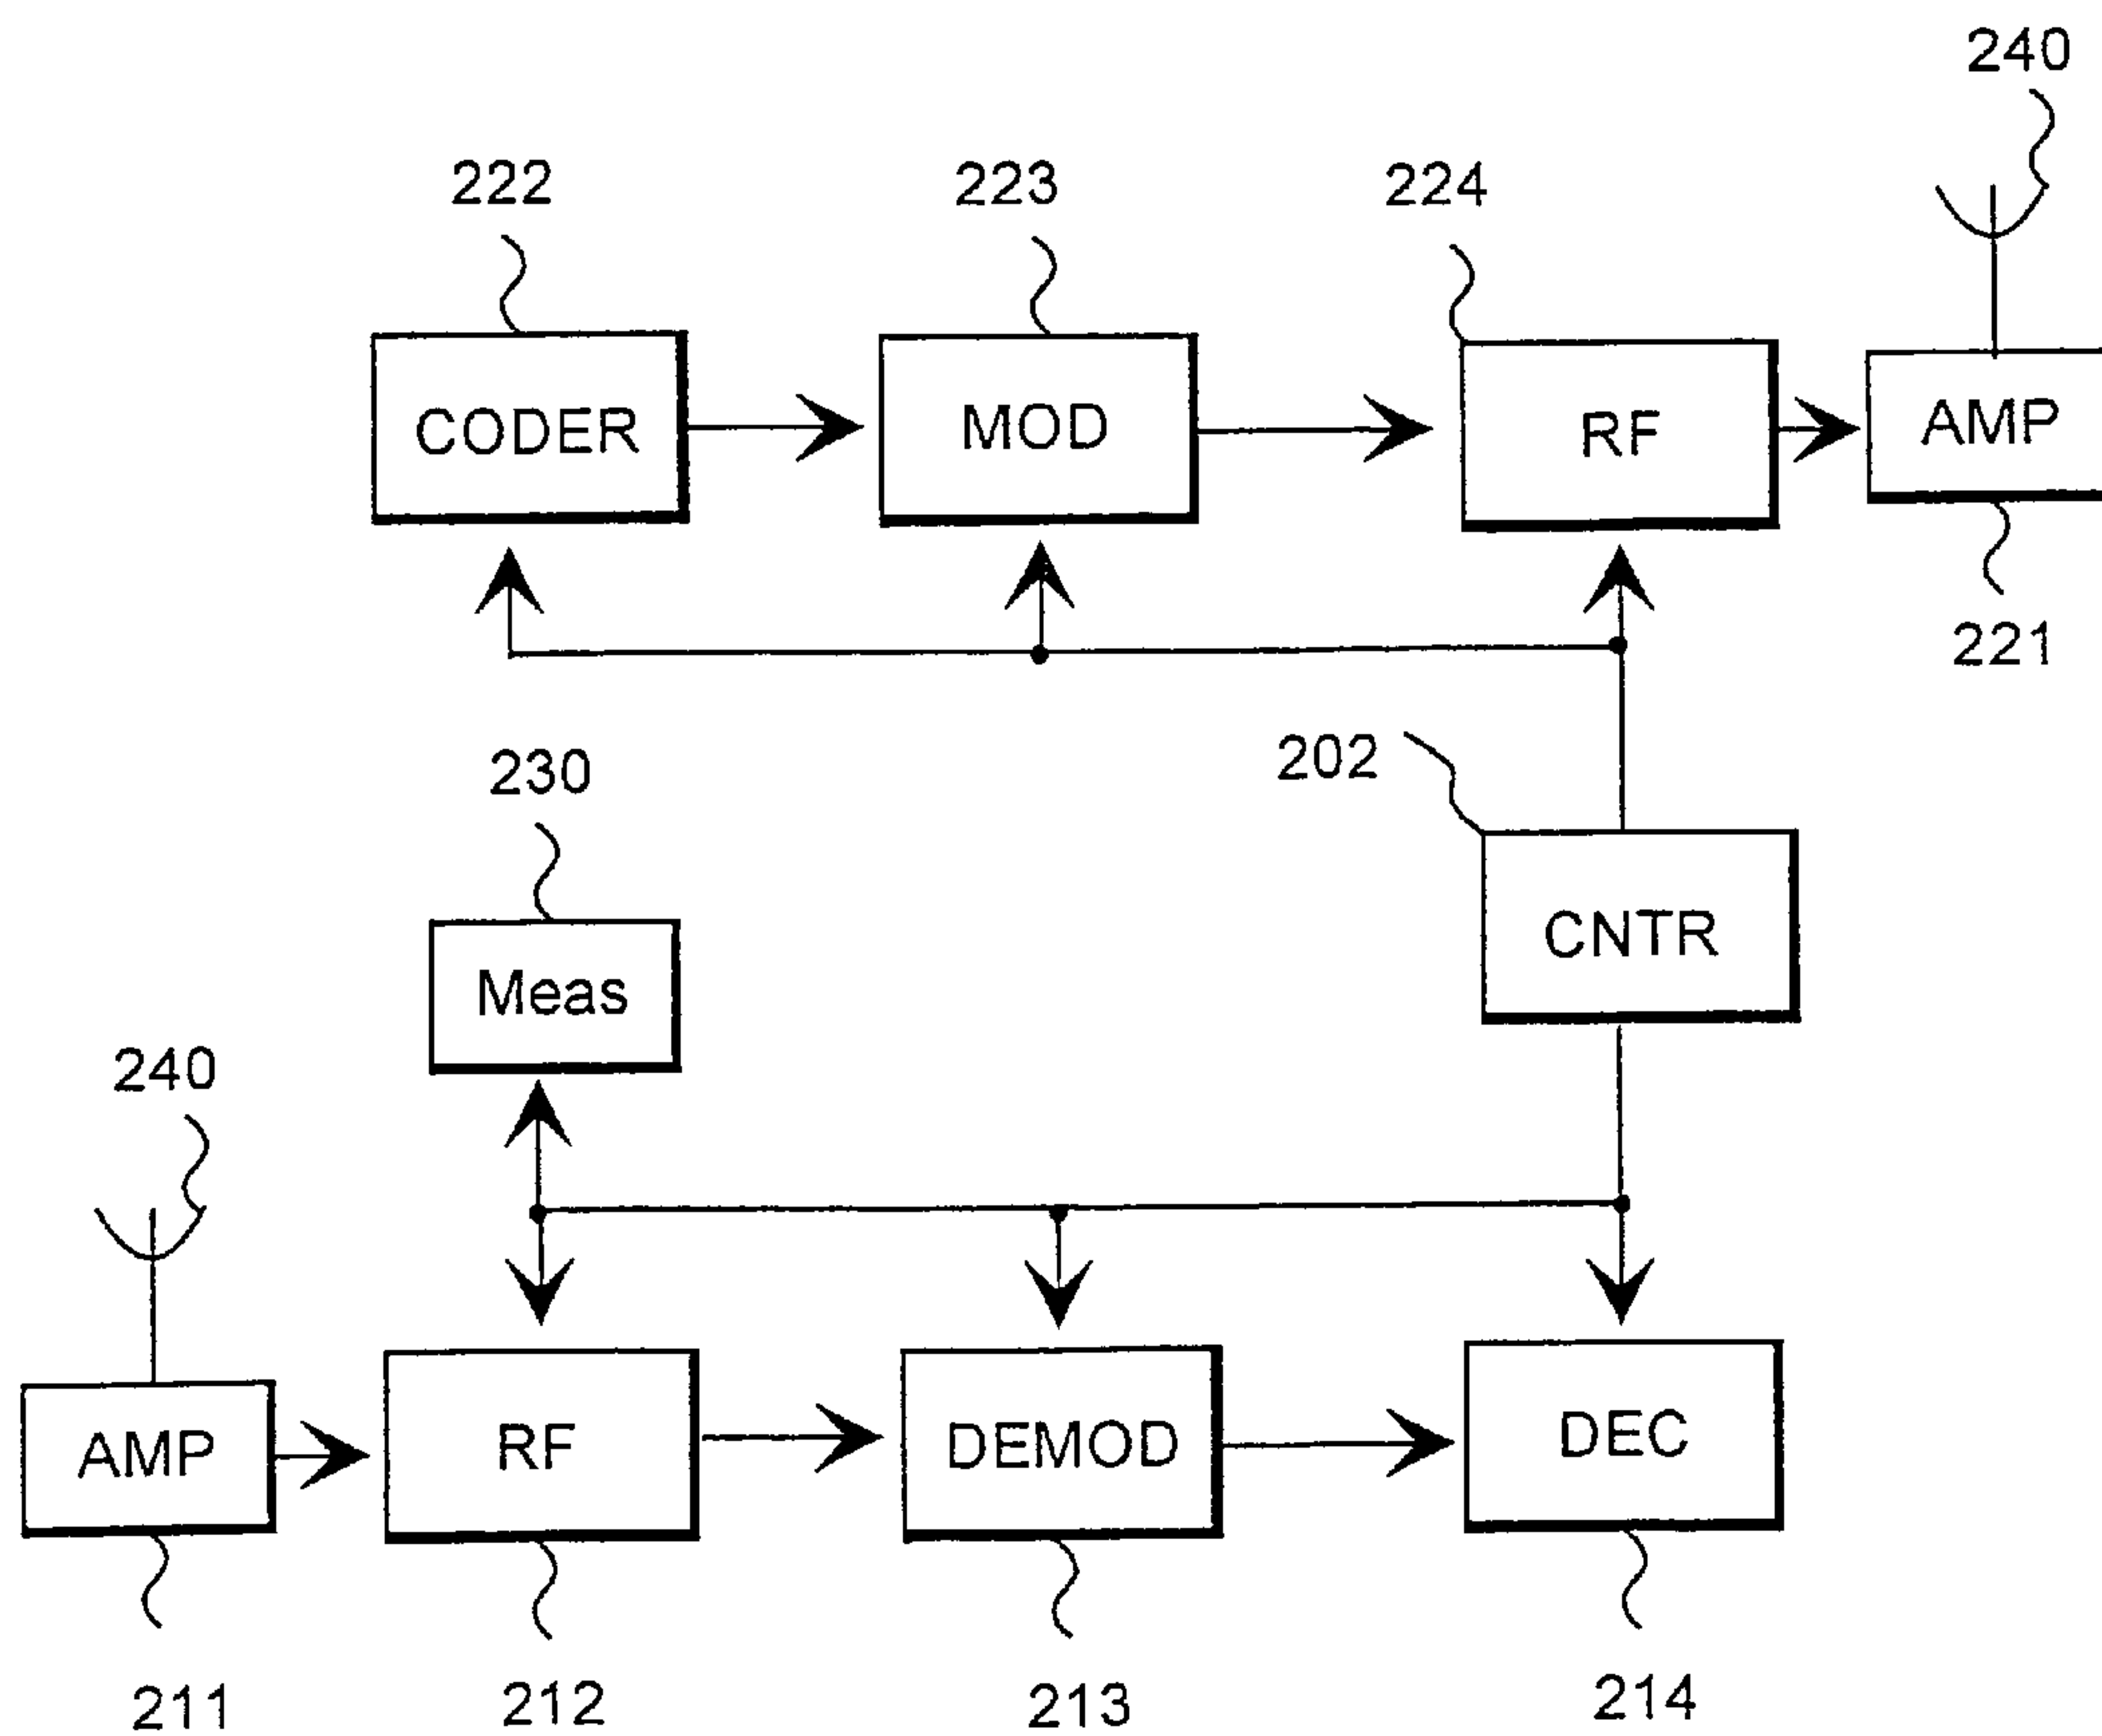 240
222
223
224
CODER
MOD
RF
AMP
221
230
202
CNTR
Meas
240
AMP
RF
DEMOD
DEC
211
212
213
214